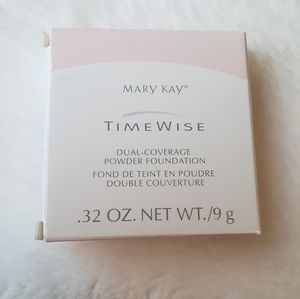 MARY KAY®
TIMEWISE
DUAL-COVERAGE
POWDER FOUNDATION
FOND DE TEINT EN POUDRE
DOUBLE COUVERTURE
.32 OZ. NET WT./9 g